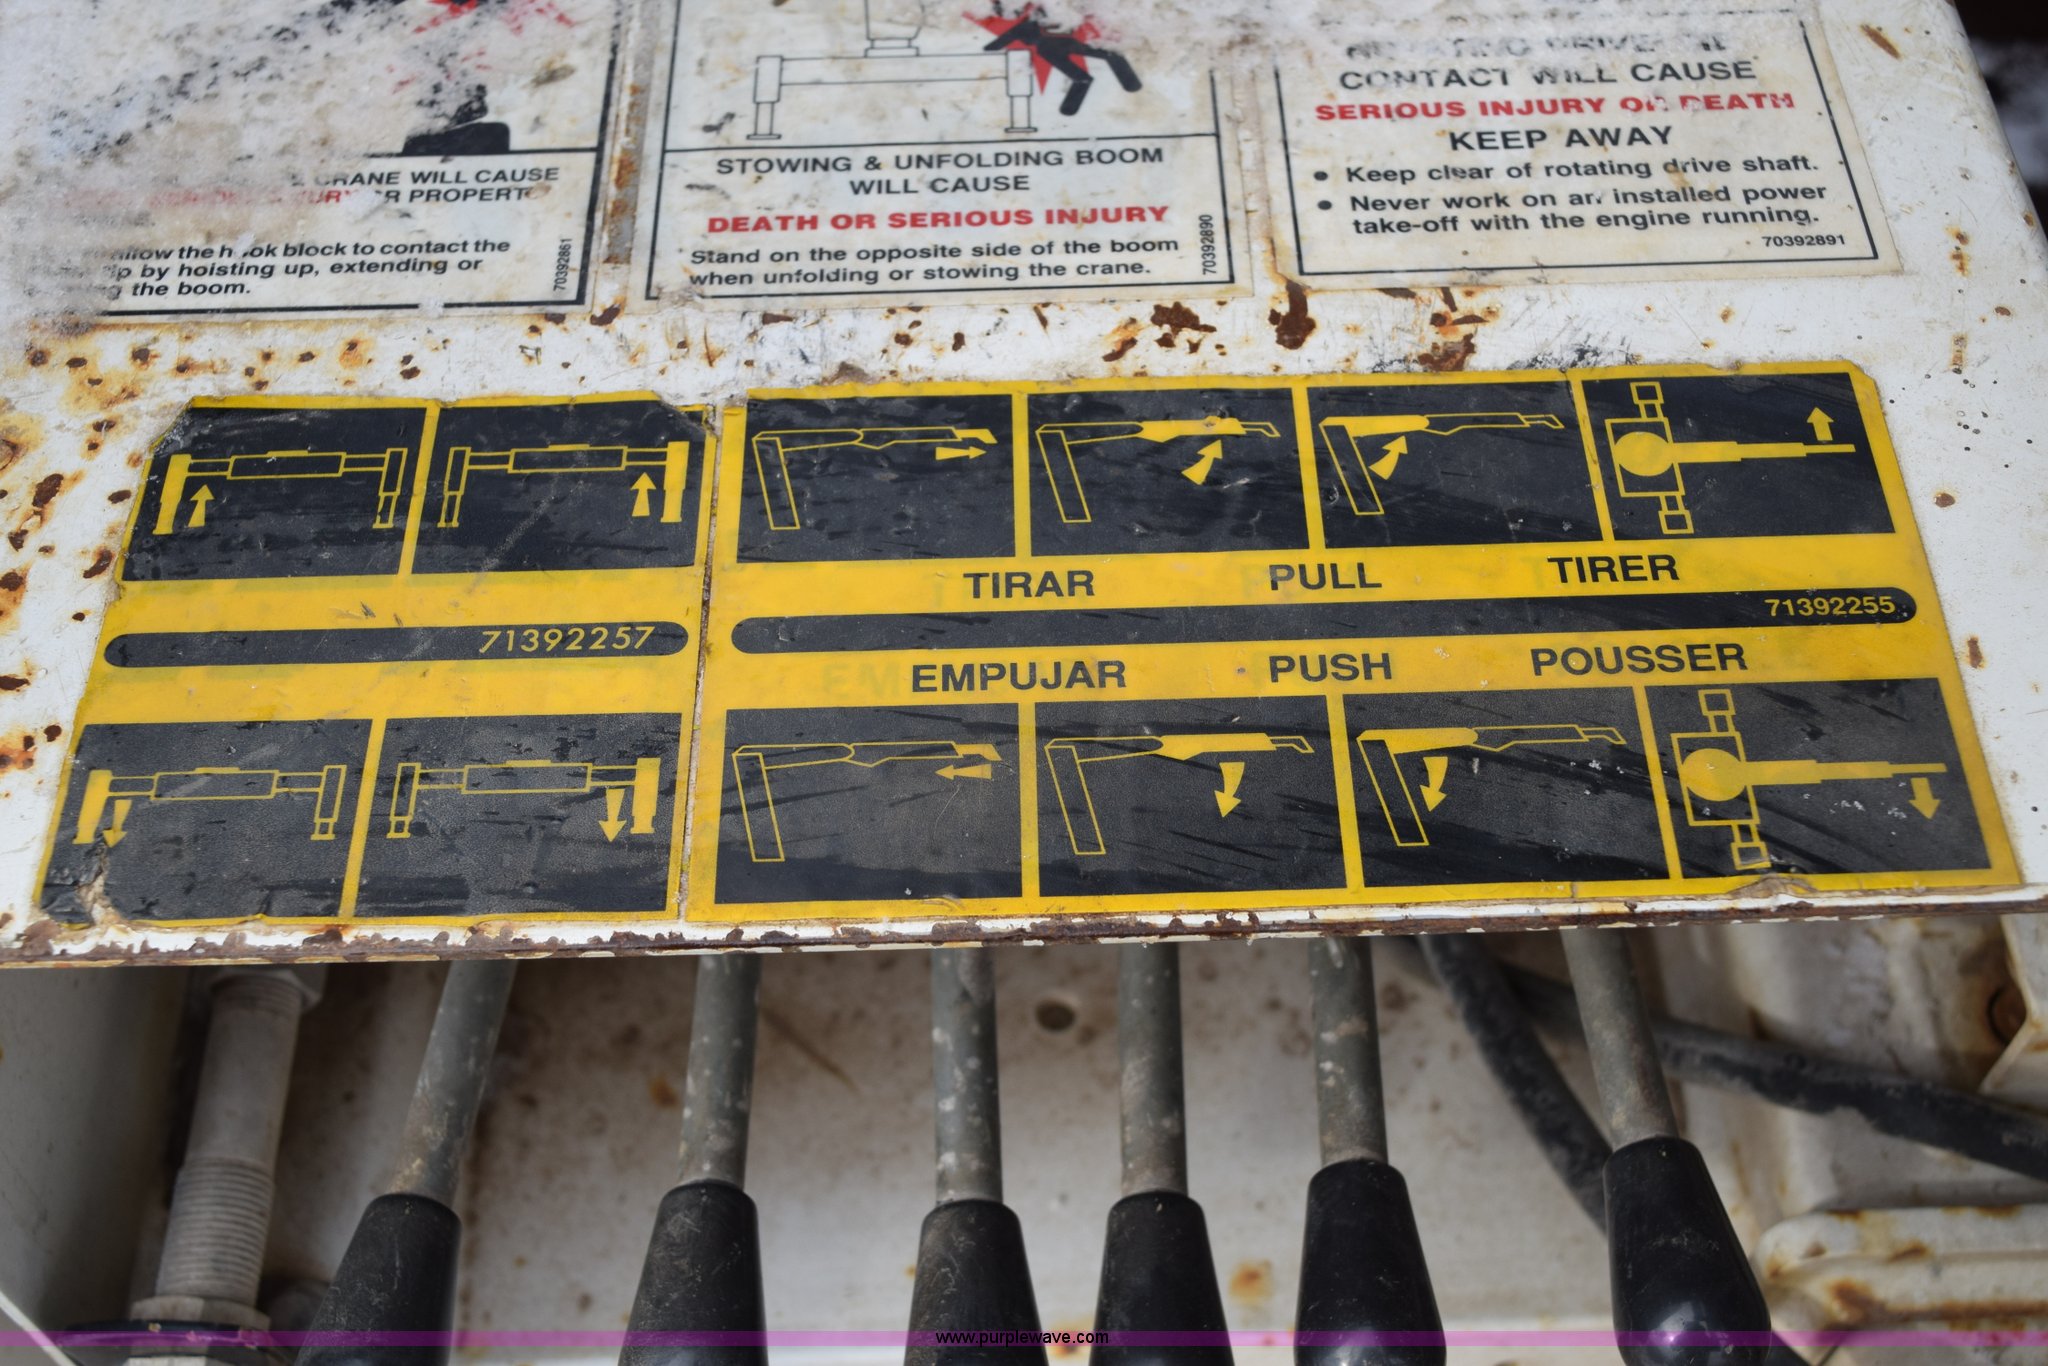 CRANE WILL CAUSE
PROPERT
the hook block to contact the
by hoisting up, extending or
the boom.
70392861
STOWING & UNFOLDING BOOM
WILL CAUSE
DEATH OR SERIOUS INJURY
Stand on the opposite side of the boom
when unfolding or stowing the crane.
70392890
CONTACT WILL CAUSE
SERIOUS INJURY OR DEATH
KEEP AWAY
• Keep clear of rotating drive shaft.
• Never work on an installed power
take-off with the engine running.
70392891
71392257
TIRAR PULL TIRER
71392255
EMPUJAR PUSH POUSSER
www.purplewave.com